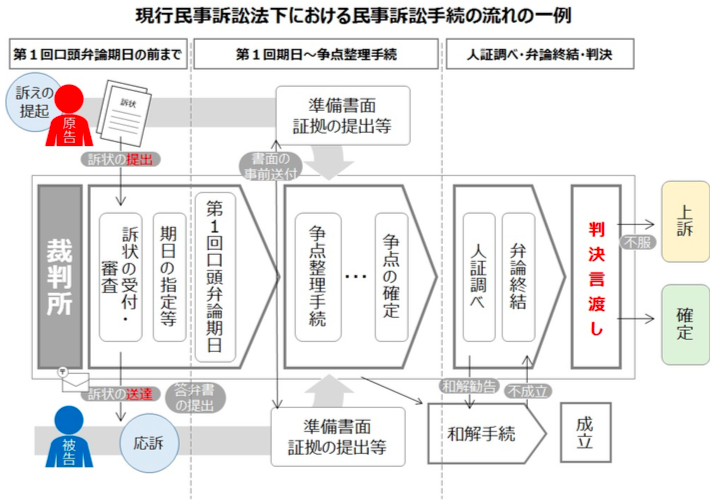 現行民事訴訟法下における民事訴訟手続の流れの一例
第１回口頭弁論期日の前まで
第１回期日～争点整理手続
人証調べ・弁論終結・判決
訴えの
提起
原告
訴状
訴状の提出
準備書面
証拠の提出等
書面の
事前送付
裁判所
訴状の受付・
審査
期日の指定等
第１回口頭弁論期日
争点整理手続
…
争点の確定
人証調べ
弁論終結
判決言渡し
不服
上訴
確定
訴状の送達
答弁書
の提出
被告
応訴
準備書面
証拠の提出等
和解勧告
不成立
和解手続
成立